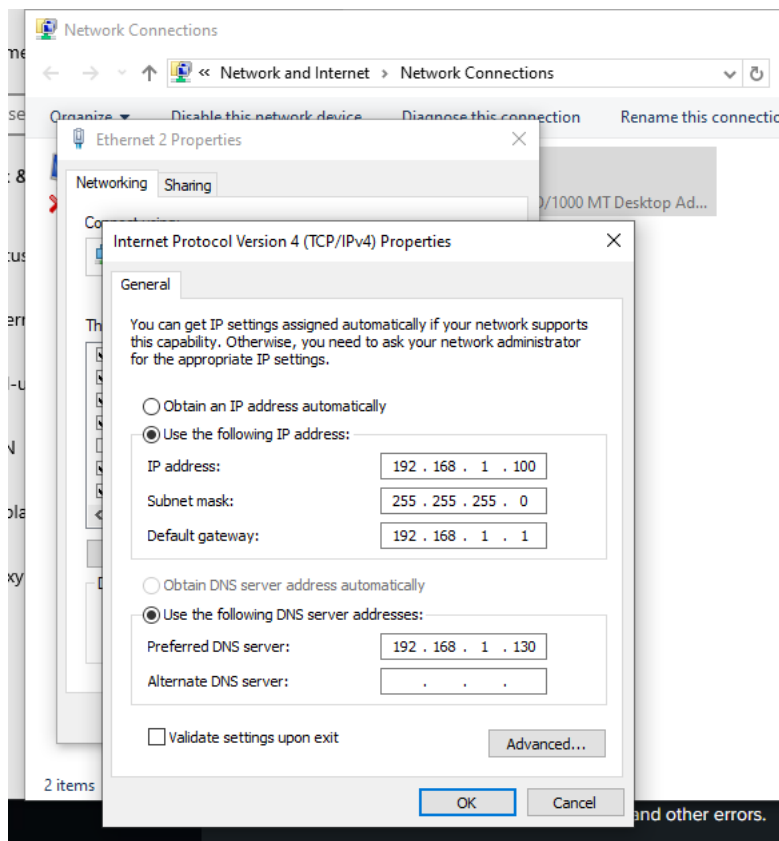 Network Connections
« Network and Internet > Network Connections
Organize Disable this network device Diagnose this connection Rename this connectio
Ethernet 2 Properties
Networking Sharing
0/1000 MT Desktop Ad...
Internet Protocol Version 4 (TCP/IPv4) Properties
General
You can get IP settings assigned automatically if your network supports
this capability. Otherwise, you need to ask your network administrator
for the appropriate IP settings.
Obtain an IP address automatically
Use the following IP address:
IP address: 192 . 168 . 1 . 100
Subnet mask: 255 . 255 . 255 . 0
Default gateway: 192 . 168 . 1 . 1
Obtain DNS server address automatically
Use the following DNS server addresses:
Preferred DNS server: 192 . 168 . 1 . 130
Alternate DNS server: . . .
Validate settings upon exit
Advanced...
2 items
OK Cancel
and other errors.